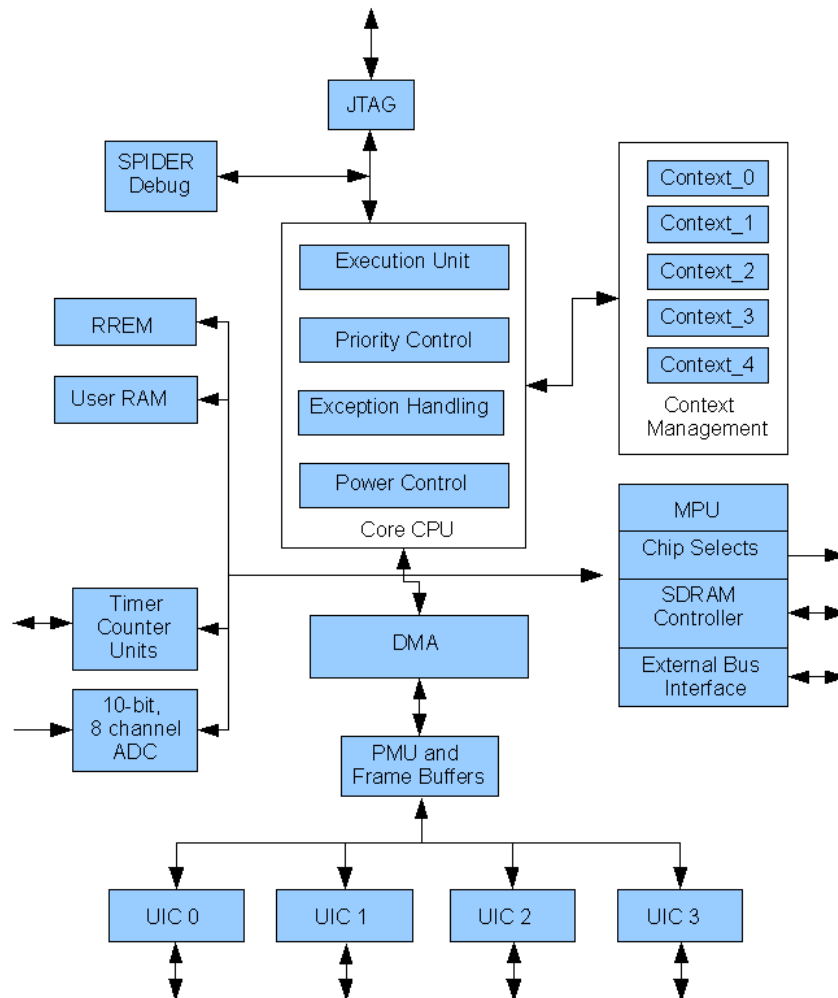 JTAG
SPIDER
Debug
Execution Unit
Priority Control
Exception Handling
Power Control
Core CPU
Context_0
Context_1
Context_2
Context_3
Context_4
Context
Management
RREM
User RAM
MPU
Chip Selects
SDRAM
Controller
External Bus
Interface
Timer
Counter
Units
10-bit,
8 channel
ADC
DMA
PMU and
Frame Buffers
UIC 0
UIC 1
UIC 2
UIC 3